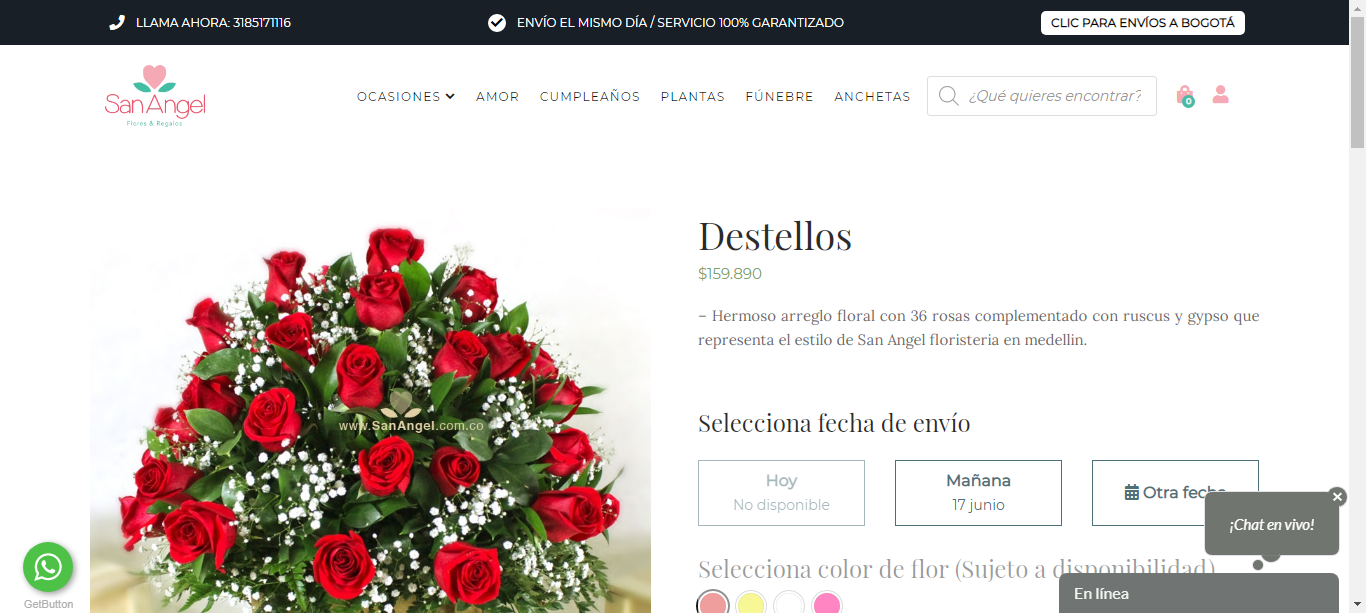 LLAMA AHORA: 3185171116
ENVÍO EL MISMO DÍA / SERVICIO 100% GARANTIZADO
CLIC PARA ENVÍOS A BOGOTÁ
SanAngel
Flores & Regalos
OCASIONES
AMOR
CUMPLEAÑOS
PLANTAS
FÚNEBRE
ANCHETAS
¿Qué quieres encontrar?
0
Destellos
$159.890
– Hermoso arreglo floral con 36 rosas complementado con ruscus y gypso que
representa el estilo de San Angel floristeria en medellin.
www.SanAngel.com.co
Selecciona fecha de envío
Hoy
No disponible
Mañana
17 junio
Otra fecha
¡Chat en vivo!
Selecciona color de flor (Sujeto a disponibilidad)
En línea
GetButton